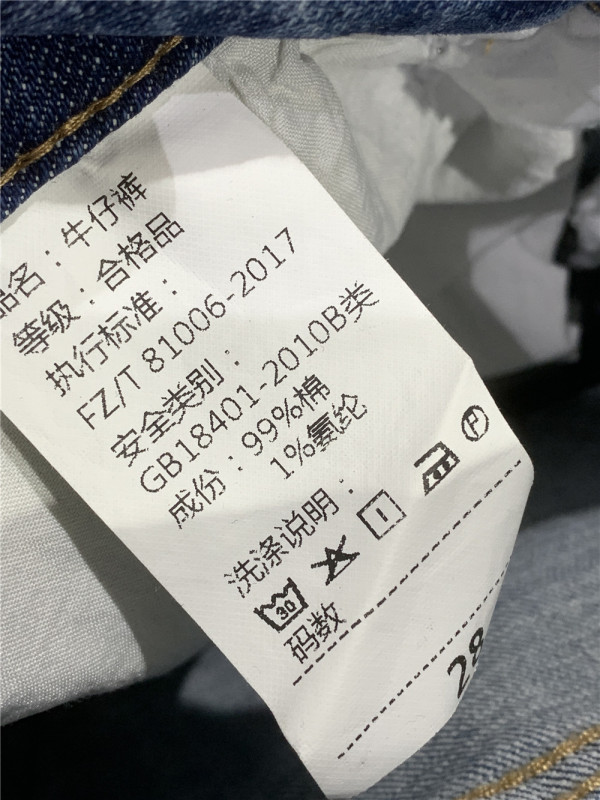 品名：牛仔裤
等级：合格品
执行标准：
FZ/T 81006-2017
安全类别：
GB18401-2010B类
成份：99%棉
1%氨纶
洗涤说明：
30
P
码数
28